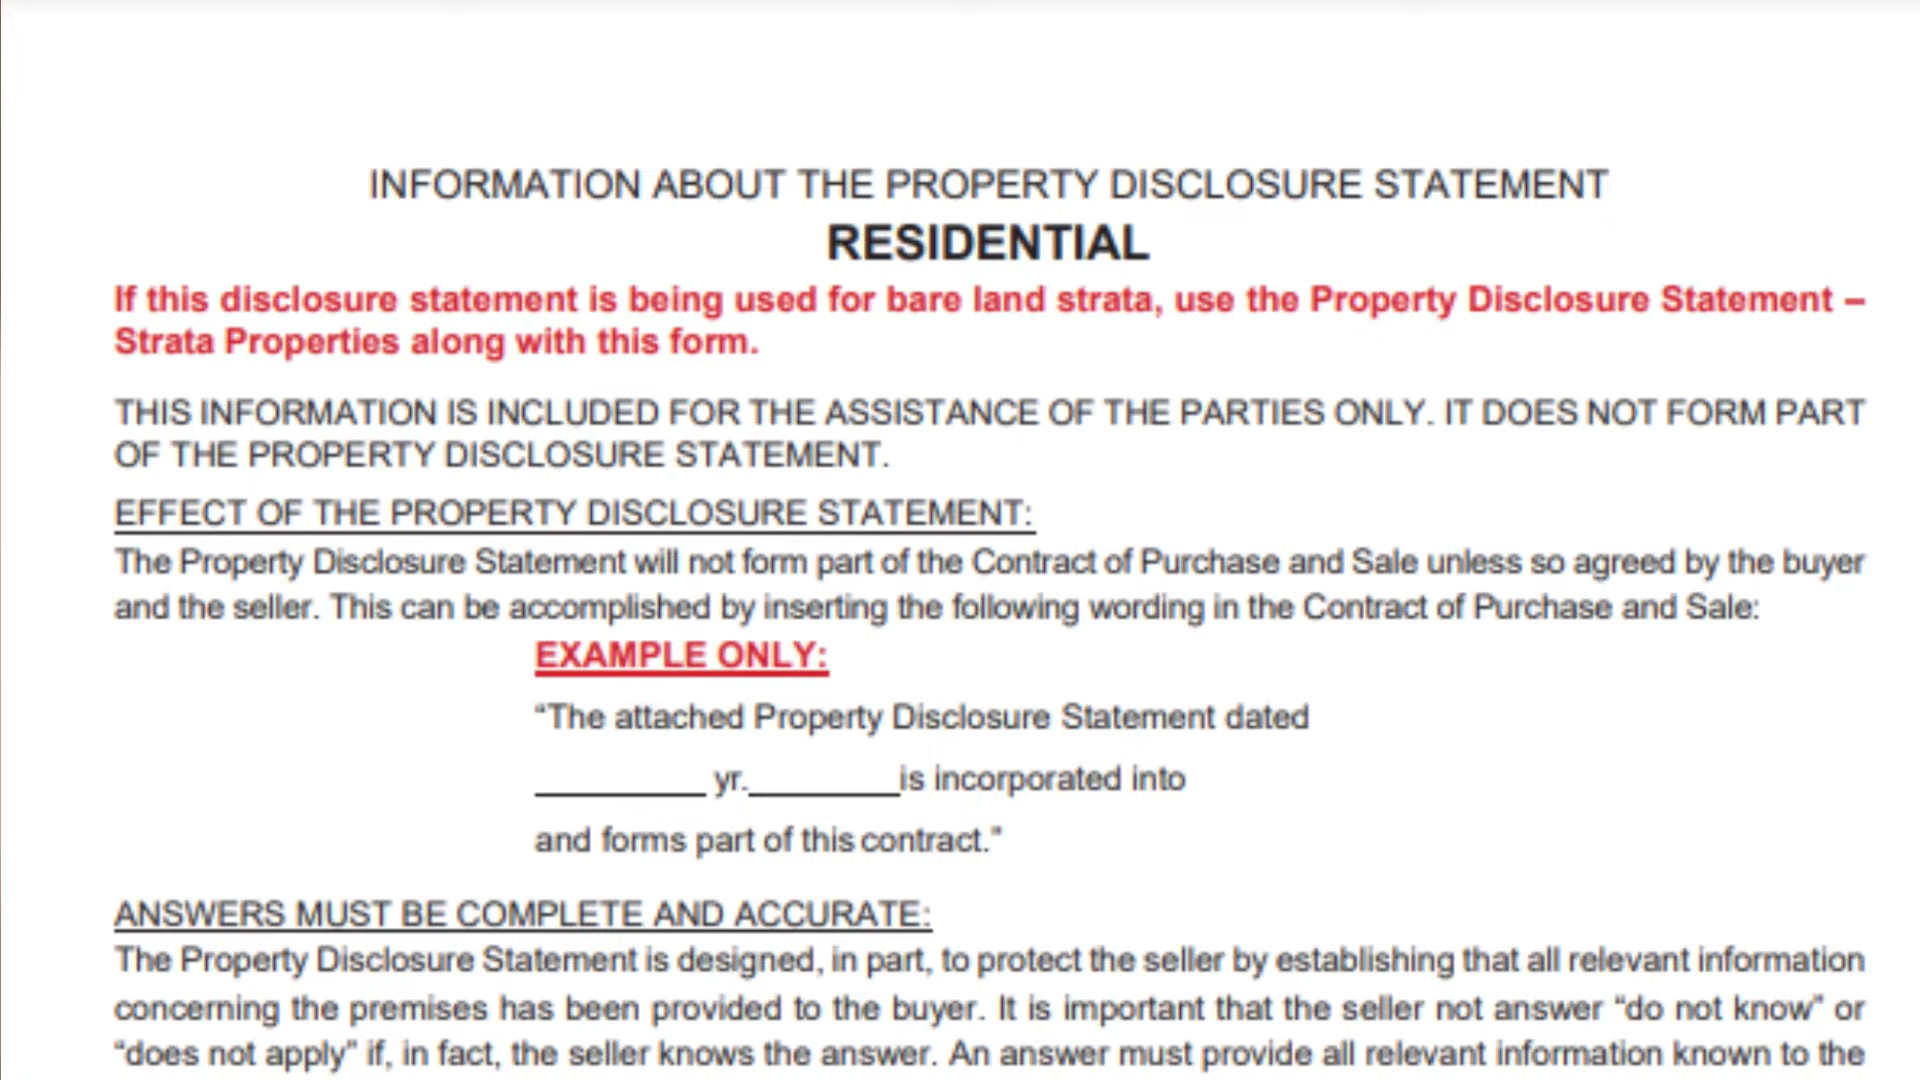 INFORMATION ABOUT THE PROPERTY DISCLOSURE STATEMENT
RESIDENTIAL
If this disclosure statement is being used for bare land strata, use the Property Disclosure Statement –
Strata Properties along with this form.
THIS INFORMATION IS INCLUDED FOR THE ASSISTANCE OF THE PARTIES ONLY. IT DOES NOT FORM PART
OF THE PROPERTY DISCLOSURE STATEMENT.
EFFECT OF THE PROPERTY DISCLOSURE STATEMENT:
The Property Disclosure Statement will not form part of the Contract of Purchase and Sale unless so agreed by the buyer
and the seller. This can be accomplished by inserting the following wording in the Contract of Purchase and Sale:
EXAMPLE ONLY:
“The attached Property Disclosure Statement dated
_________ yr.________is incorporated into
and forms part of this contract.”
ANSWERS MUST BE COMPLETE AND ACCURATE:
The Property Disclosure Statement is designed, in part, to protect the seller by establishing that all relevant information
concerning the premises has been provided to the buyer. It is important that the seller not answer “do not know” or
“does not apply” if, in fact, the seller knows the answer. An answer must provide all relevant information known to the